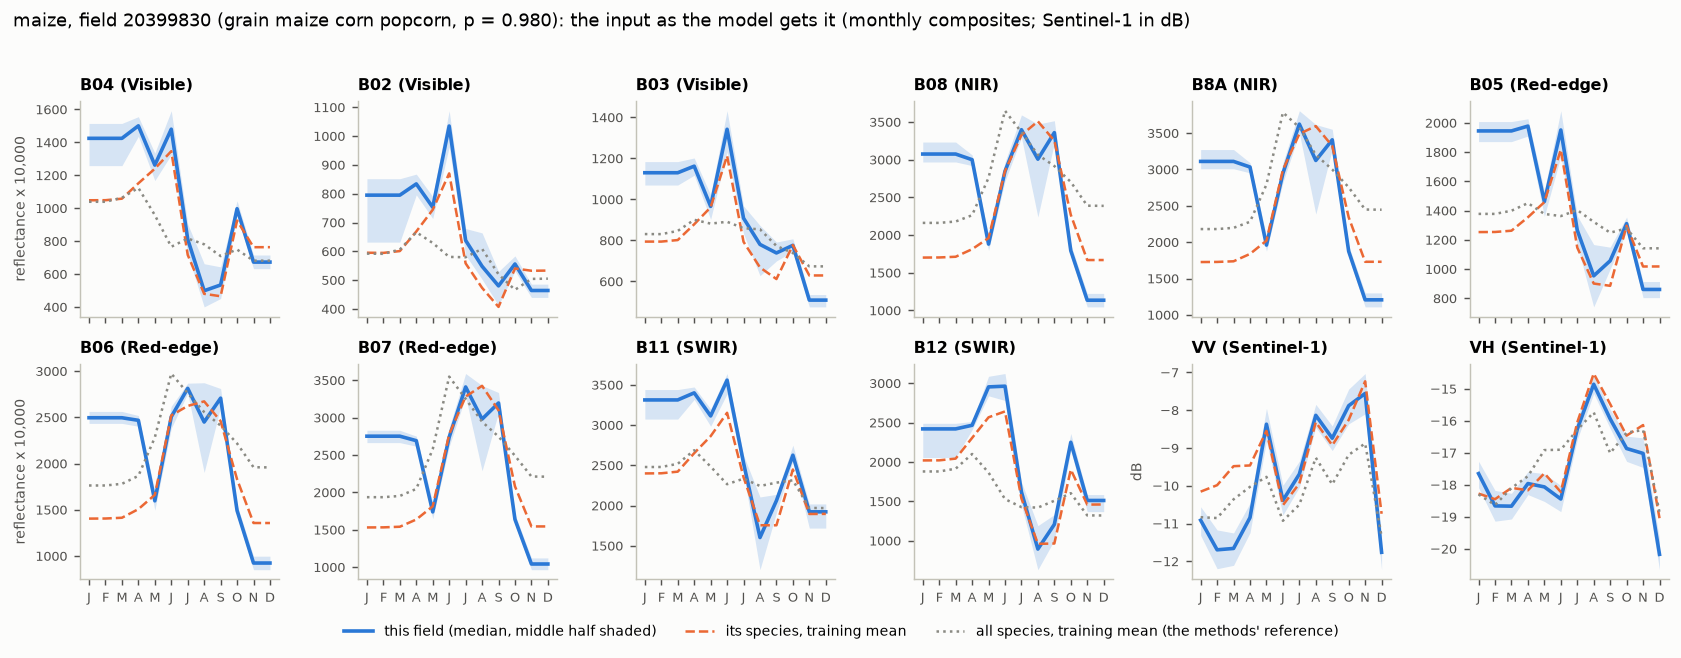 maize, field 20399830 (grain maize corn popcorn, p = 0.980): the input as the model gets it (monthly composites; Sentinel-1 in dB)
B04 (Visible)
B02 (Visible)
B03 (Visible)
B08 (NIR)
B8A (NIR)
B05 (Red-edge)
reflectance x 10,000
1600
1400
1200
1000
800
600
400
1100
1000
900
800
700
600
500
400
1400
1200
1000
800
600
3500
3000
2500
2000
1500
1000
3500
3000
2500
2000
1500
1000
2000
1800
1600
1400
1200
1000
800
B06 (Red-edge)
B07 (Red-edge)
B11 (SWIR)
B12 (SWIR)
VV (Sentinel-1)
VH (Sentinel-1)
reflectance x 10,000
3000
2500
2000
1500
1000
3500
3000
2500
2000
1500
1000
3500
3000
2500
2000
1500
3000
2500
2000
1500
1000
dB
−7
−8
−9
−10
−11
−12
−15
−16
−17
−18
−19
−20
J F M A M J J A S O N D
J F M A M J J A S O N D
J F M A M J J A S O N D
J F M A M J J A S O N D
J F M A M J J A S O N D
J F M A M J J A S O N D
this field (median, middle half shaded)
its species, training mean
all species, training mean (the methods' reference)